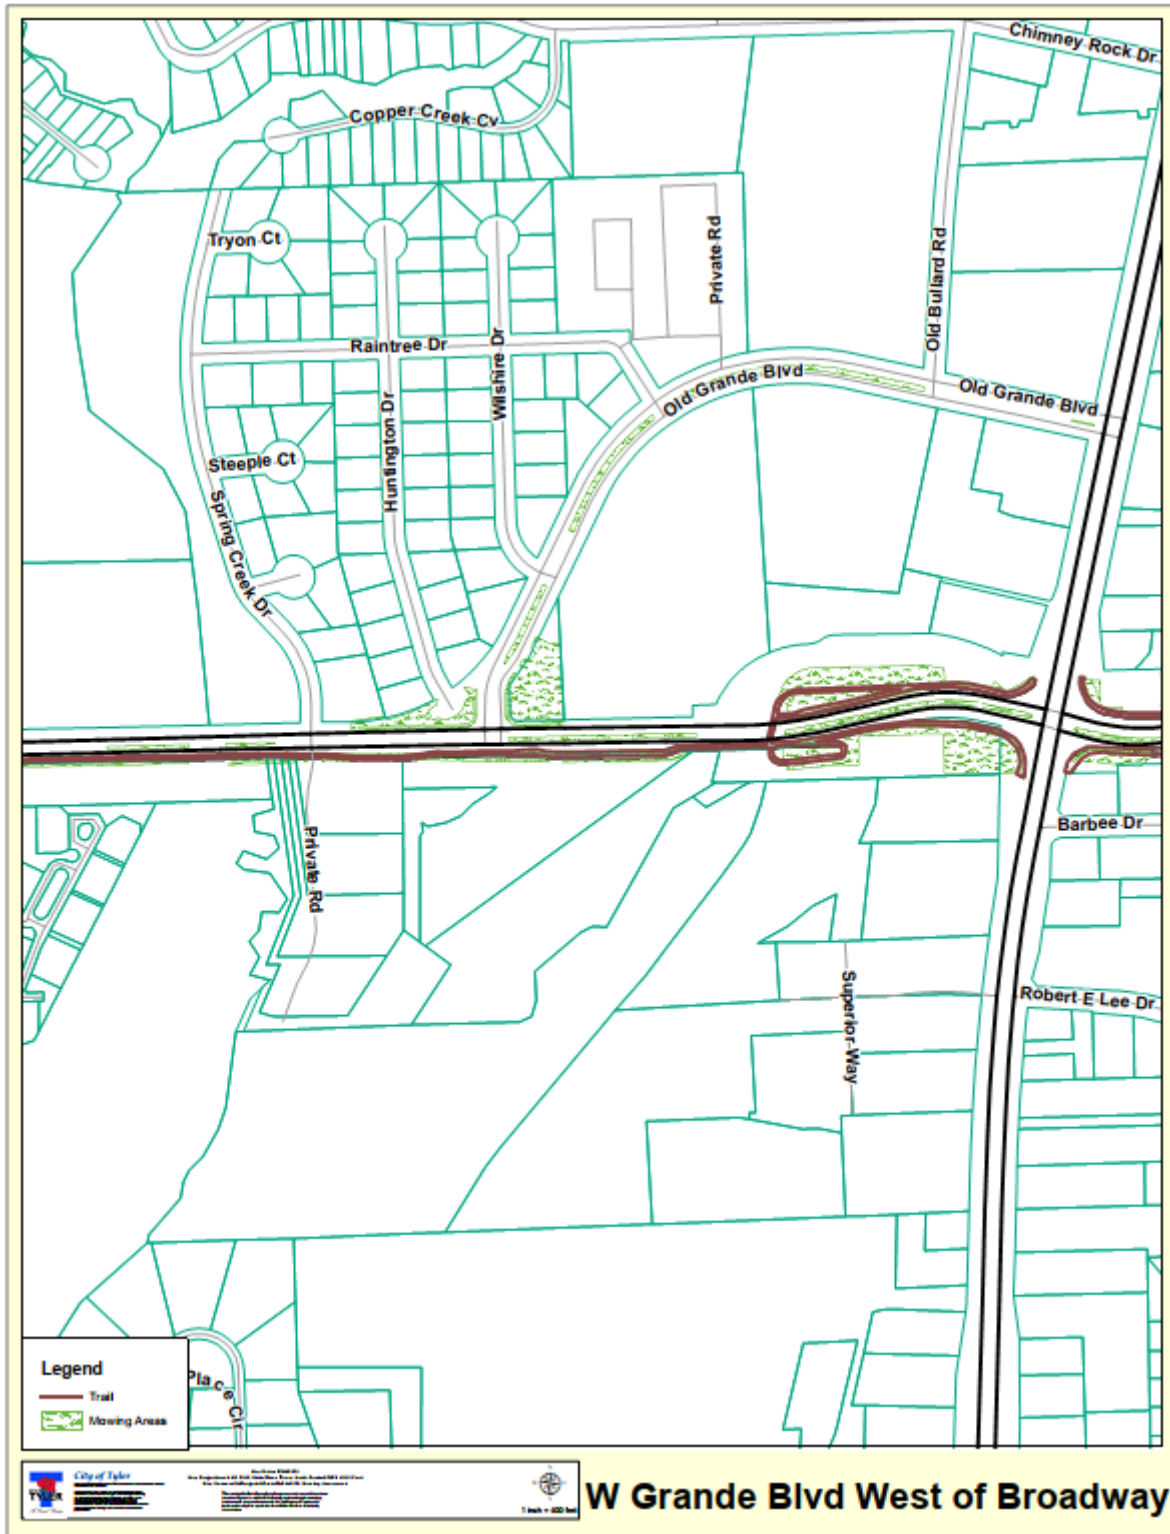 Chimney Rock Dr
Copper Creek Cv
Tryon Ct
Private Rd
Old Bullard Rd
Raintree Dr
Wilshire Dr
Old Grande Blvd
Old Grande Blvd
Huntington Dr
Steeple Ct
Spring Creek Dr
Private Rd
Barbee Dr
Superior Way
Robert E Lee Dr
Place Cir
Legend
Trail
Mowing Areas
City of Tyler
TYLER
W Grande Blvd West of Broadway